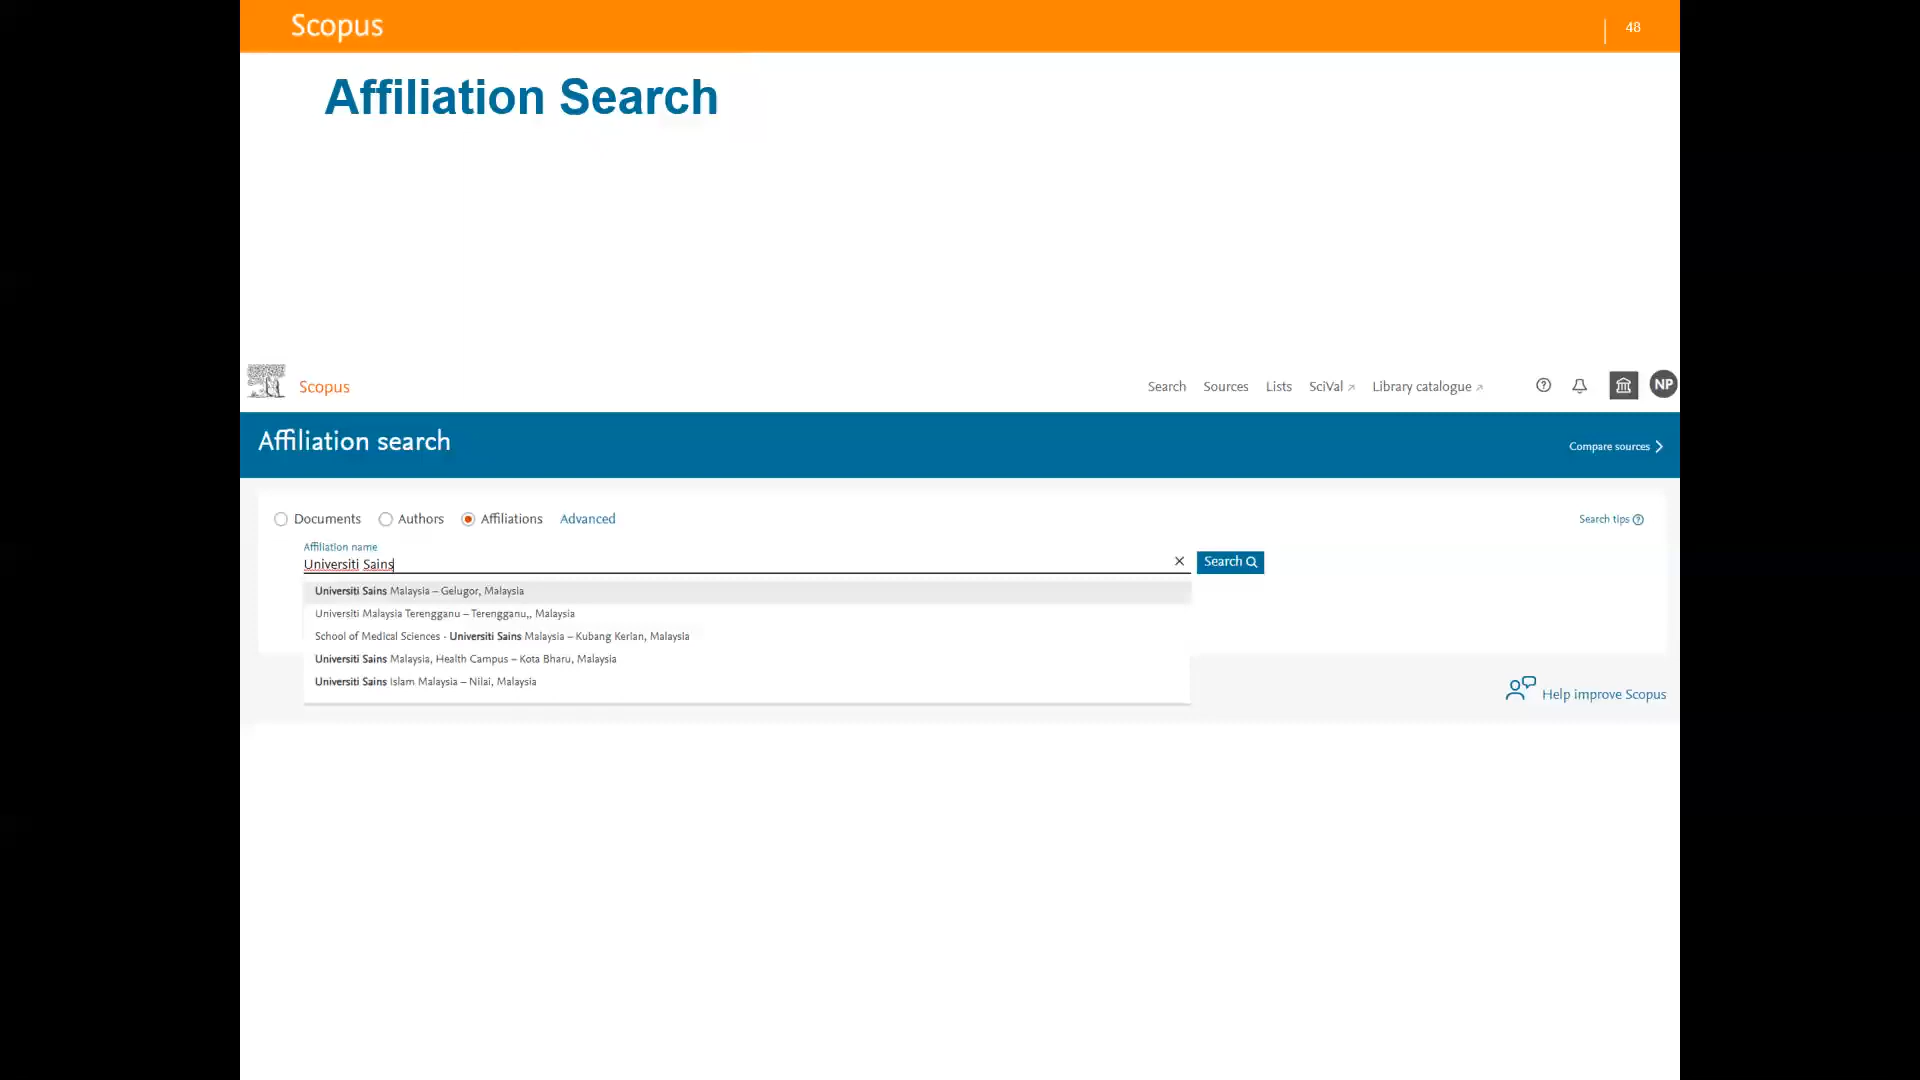 Scopus
48
Affiliation Search
Scopus
Search Sources Lists SciVal Library catalogue NP
Affiliation search
Compare sources
Documents Authors Affiliations Advanced
Search tips
Affiliation name
Universiti Sains
Search
Universiti Sains Malaysia – Gelugor, Malaysia
Universiti Malaysia Terengganu – Terengganu,, Malaysia
School of Medical Sciences - Universiti Sains Malaysia – Kubang Kerian, Malaysia
Universiti Sains Malaysia, Health Campus – Kota Bharu, Malaysia
Universiti Sains Islam Malaysia – Nilai, Malaysia
Help improve Scopus